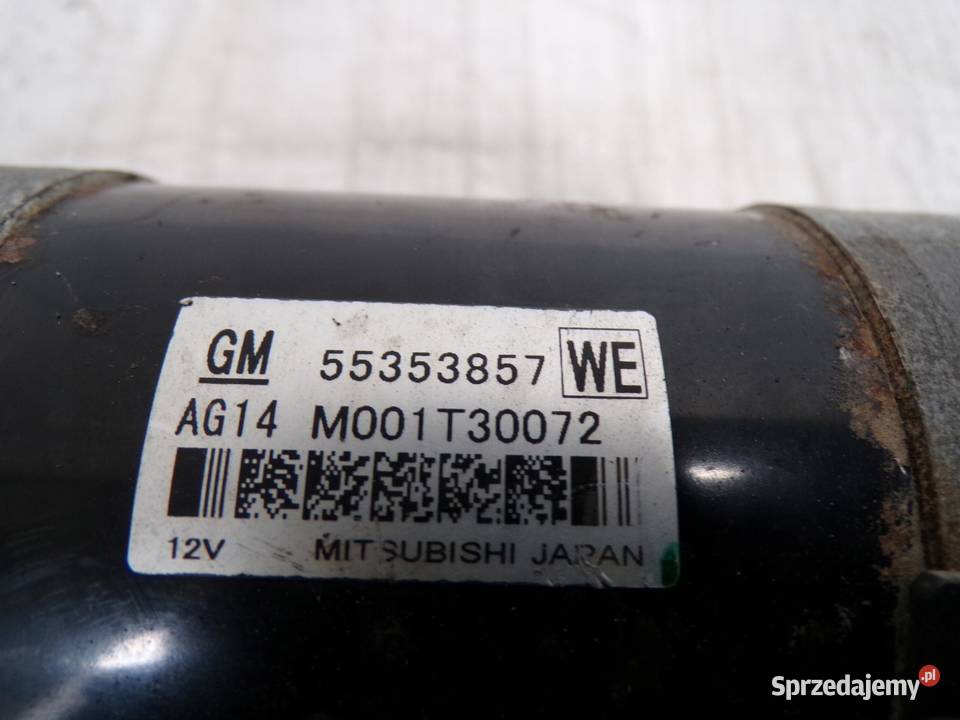 GM 55353857 WE
AG14 M001T30072
12V MITSUBISHI JAPAN
Sprzedajemy.pl